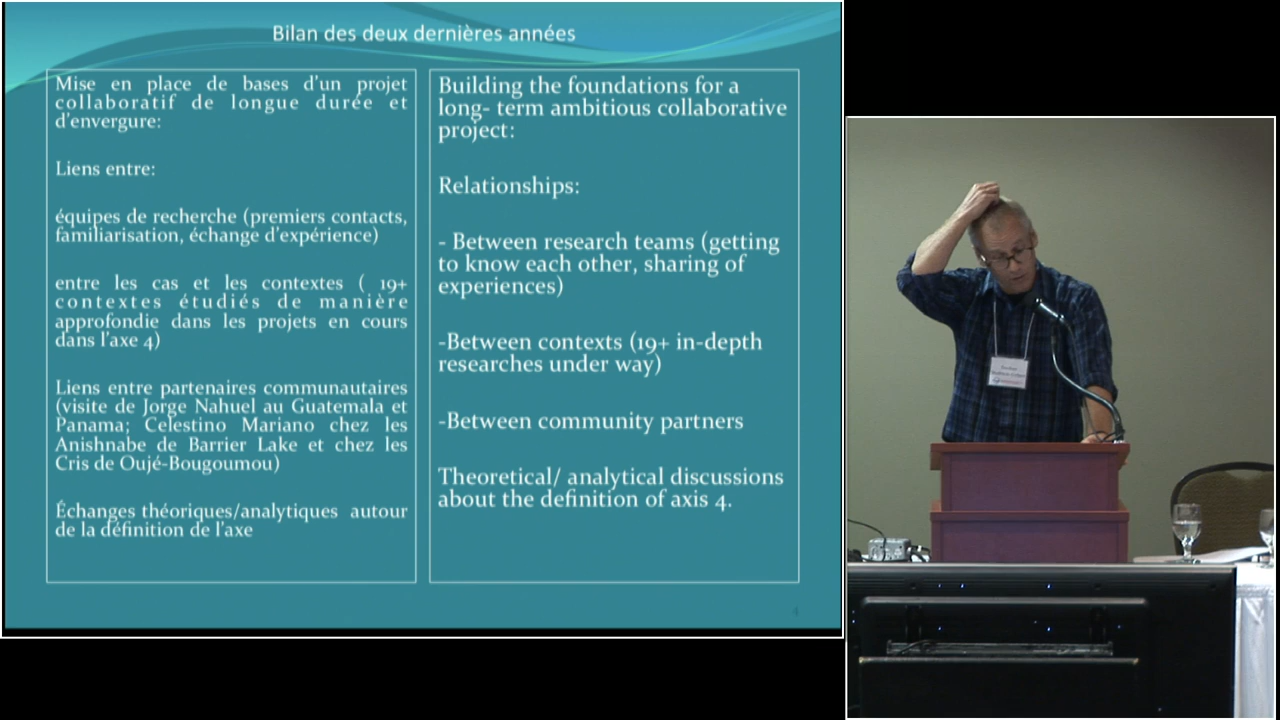 Bilan des deux dernières années
Mise en place de bases d'un projet
collaboratif de longue durée et
d'envergure:
Liens entre:
équipes de recherche (premiers contacts,
familiarisation, échange d'expérience)
entre les cas et les contextes ( 19+
contextes étudiés de manière
approfondie dans les projets en cours
dans l'axe 4)
Liens entre partenaires communautaires
(visite de Jorge Nahuel au Guatemala et
Panama; Celestino Mariano chez les
Anishnabe de Barrier Lake et chez les
Cris de Oujé-Bougoumou)
Échanges théoriques/analytiques autour
de la définition de l'axe
Building the foundations for a
long- term ambitious collaborative
project:
Relationships:
- Between research teams (getting
to know each other, sharing of
experiences)
-Between contexts (19+ in-depth
researches under way)
-Between community partners
Theoretical/ analytical discussions
about the definition of axis 4.
4